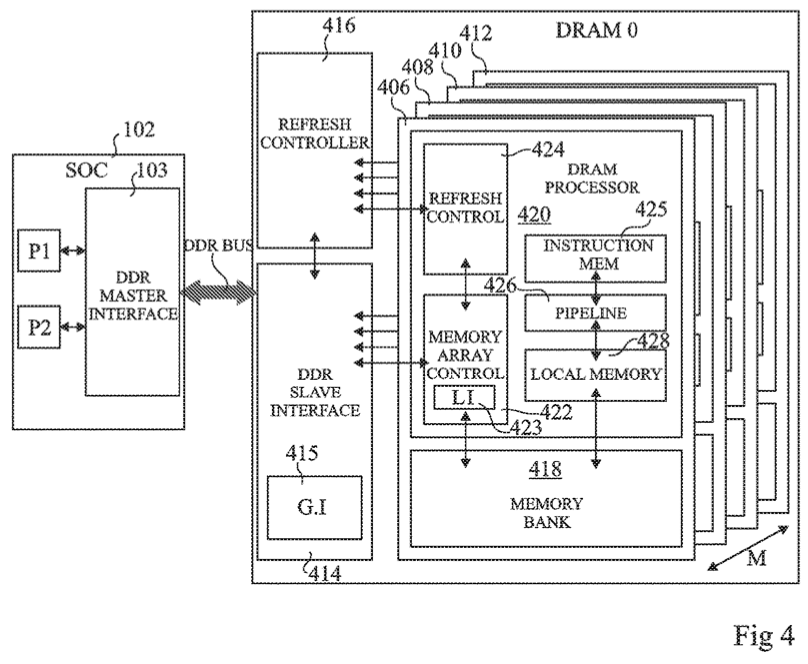 416
DRAM 0
412
410
408
406
REFRESH
CONTROLLER
424
DRAM
PROCESSOR
102
SOC
103
REFRESH
CONTROL
420
425
INSTRUCTION
MEM
P1
DDR BUS
DDR
MASTER
INTERFACE
P2
426
PIPELINE
MEMORY
ARRAY
CONTROL
428
LOCAL MEMORY
DDR
SLAVE
INTERFACE
LI
423
422
415
G.I
418
MEMORY
BANK
414
M
Fig 4